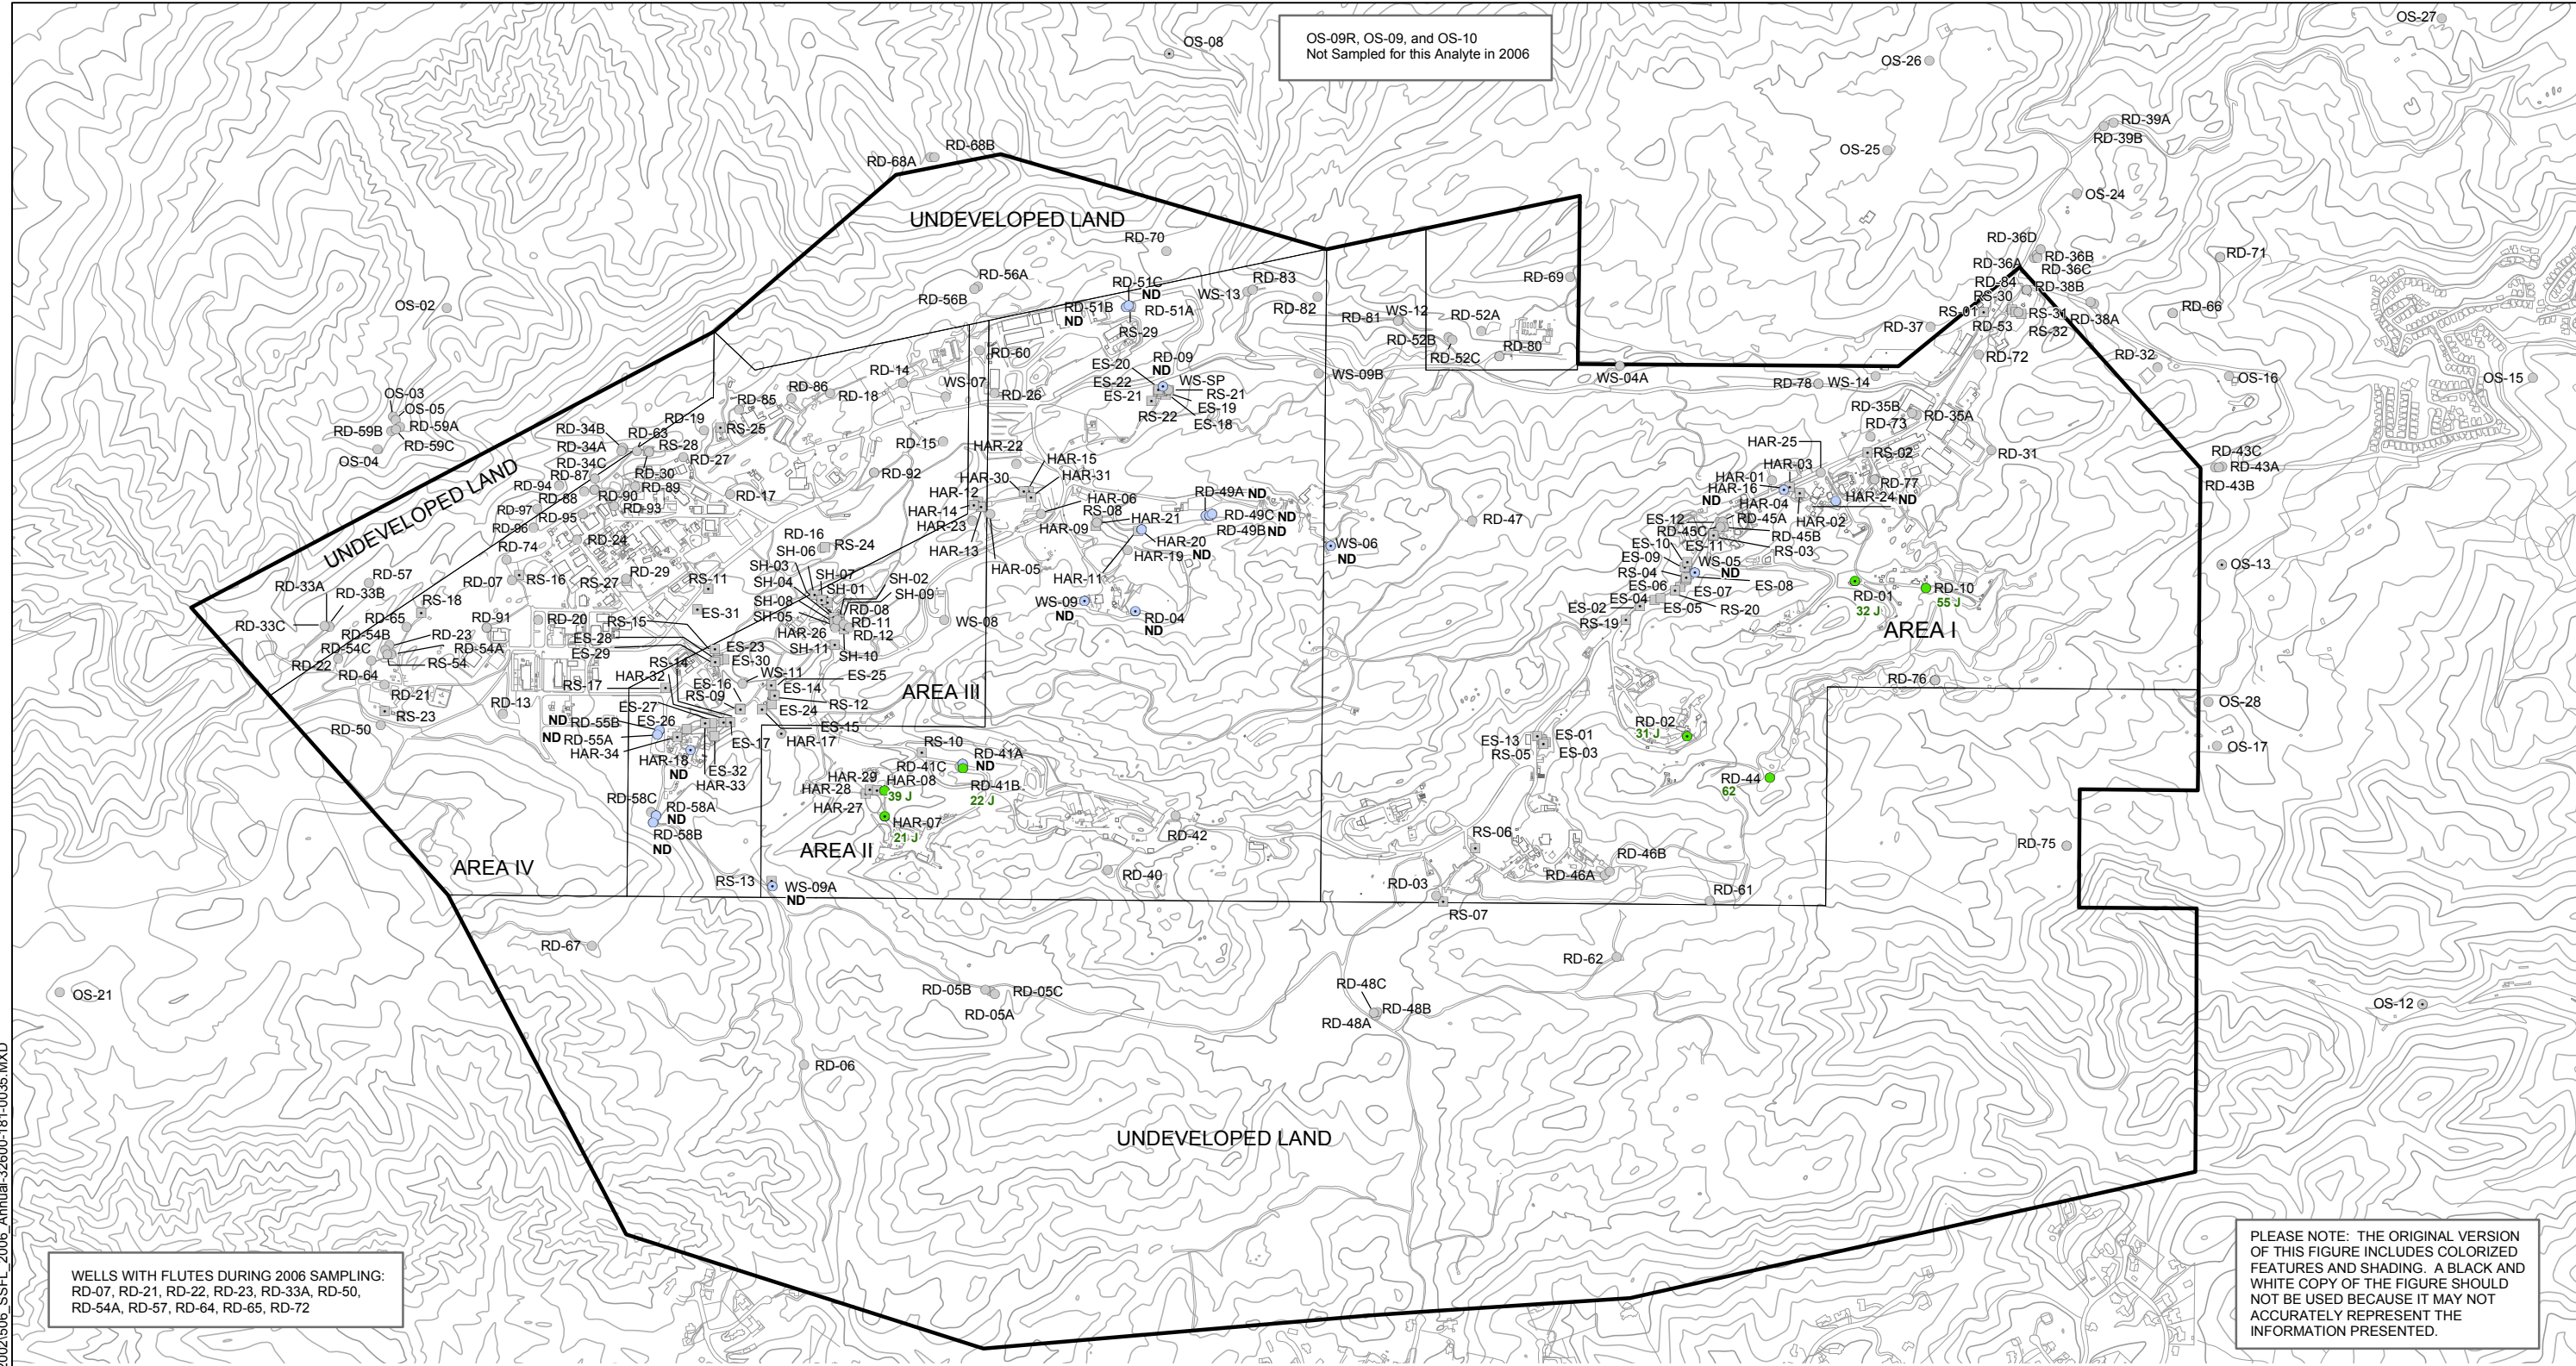 OS-27
OS-08
OS-09R, OS-09, and OS-10
Not Sampled for this Analyte in 2006
OS-26
RD-39A
RD-39B
OS-25
RD-68B
RD-68A
OS-24
UNDEVELOPED LAND
RD-70
RD-36D
RD-36B
RD-36A
RD-36C
RD-71
RD-56A
RD-51C
ND
RD-83
RD-69
RD-84
RD-38B
RS-30
OS-02
RD-56B
RD-51B
ND
RD-51A
WS-13
RD-82
WS-12
RD-81
RS-01
RS-31
RD-38A
RD-66
RS-29
RD-52A
RD-37
RD-53
RS-32
RD-60
RD-09
ND
RD-52B
RD-52C
RD-80
RD-72
RD-32
ES-20
WS-SP
WS-09B
WS-04A
RD-78
WS-14
OS-16
OS-15
RD-14
WS-07
ES-22
ES-21
RS-21
RD-26
ES-19
RS-22
ES-18
OS-03
OS-05
RD-86
RD-18
RD-85
RD-59B
RD-59A
RD-59C
OS-04
RD-34B
RD-34A
RD-34C
RD-63
RD-19
RS-28
RS-25
RD-27
RD-15
HAR-22
HAR-15
HAR-31
HAR-30
RD-35B
RD-35A
RD-73
HAR-25
RS-02
RD-31
RD-43C
RD-43A
RD-43B
RD-87
RD-94
RD-88
RD-30
RD-89
RD-90
RD-17
RD-92
HAR-12
HAR-14
HAR-23
HAR-13
HAR-06
RS-08
HAR-09
HAR-21
RD-49A ND
RD-49C ND
RD-49B ND
HAR-03
HAR-01
HAR-16
ND
HAR-04
HAR-02
HAR-24 ND
RD-77
UNDEVELOPED LAND
RD-97
RD-96
RD-95
RD-93
RD-24
RD-74
RD-16
RS-24
HAR-05
HAR-11
HAR-20
HAR-19
ND
RD-47
WS-06
ND
ES-12
RD-45A
RD-45C
ES-11
RD-45B
RS-03
ES-10
ES-09
WS-05
ND
OS-13
RD-33A
RD-57
RD-33B
RD-07
RS-16
RS-27
RD-29
RS-11
SH-06
SH-03
SH-04
SH-07
SH-01
SH-02
SH-09
SH-08
SH-05
RS-04
ES-06
ES-04
ES-08
ES-07
ES-05
RS-20
ES-02
RS-19
RD-01
32 J
RD-10
55 J
RD-33C
RS-18
RD-65
RD-91
RD-20
ES-31
RS-15
RD-08
RD-11
RD-12
HAR-26
SH-11
SH-10
WS-08
WS-09
ND
RD-04
ND
AREA I
RD-54B
RD-54C
RD-23
RD-54A
RD-22
RS-54
ES-28
ES-29
ES-23
ES-30
RS-14
RD-64
RD-21
RS-17
HAR-32
WS-11
ES-25
ES-16
ES-14
RS-09
RS-12
AREA III
RD-76
OS-28
RS-23
RD-13
RD-50
ES-27
ES-26
ES-24
ES-15
ND RD-55B
ND RD-55A
HAR-34
ES-17
HAR-17
HAR-18
ND
ES-32
HAR-33
RS-10
RD-41A
ND
RD-41C
RD-41B
22 J
HAR-29
HAR-28
HAR-27
HAR-08
39 J
HAR-07
21 J
RD-02
31 J
ES-13
RS-05
ES-01
ES-03
OS-17
RD-44
62
RD-58C
RD-58A
ND
RD-58B
ND
AREA II
RD-42
RS-06
RD-46B
RD-46A
RD-75
AREA IV
RS-13
WS-09A
ND
RD-40
RD-03
RS-07
RD-61
RD-67
RD-62
OS-21
RD-05B
RD-05C
RD-05A
RD-48C
RD-48B
RD-48A
OS-12
RD-06
UNDEVELOPED LAND
WELLS WITH FLUTES DURING 2006 SAMPLING:
RD-07, RD-21, RD-22, RD-23, RD-33A, RD-50,
RD-54A, RD-57, RD-64, RD-65, RD-72
PLEASE NOTE: THE ORIGINAL VERSION
OF THIS FIGURE INCLUDES COLORIZED
FEATURES AND SHADING. A BLACK AND
WHITE COPY OF THE FIGURE SHOULD
NOT BE USED BECAUSE IT MAY NOT
ACCURATELY REPRESENT THE
INFORMATION PRESENTED.